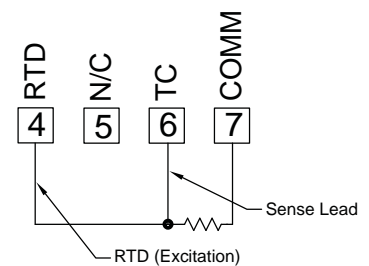 RTD
N/C
TC
COMM
4
5
6
7
Sense Lead
RTD (Excitation)